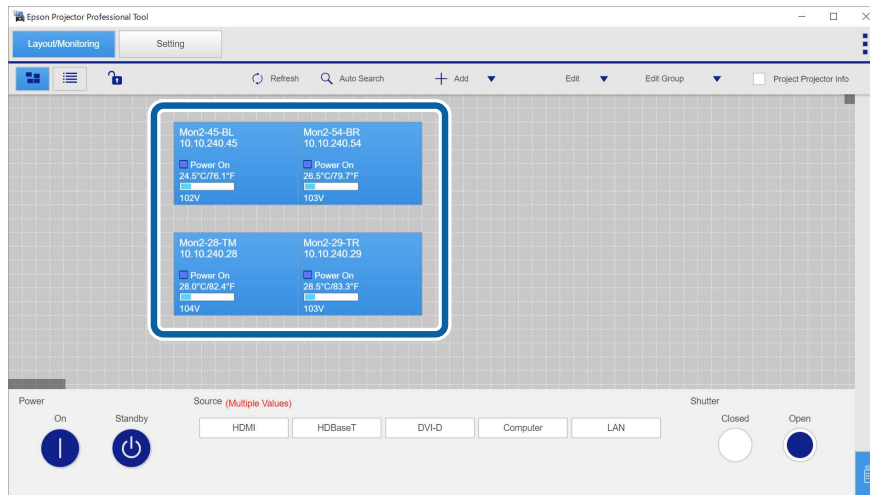 Epson Projector Professional Tool
Layout/Monitoring Setting
Refresh Auto Search Add Edit Edit Group Project Projector Info
Mon2-45-BL Mon2-54-BR
10.10.240.45 10.10.240.54
Power On Power On
24.5°C/76.1°F 26.5°C/79.7°F
102V 103V
Mon2-28-TM Mon2-29-TR
10.10.240.28 10.10.240.29
Power On Power On
28.0°C/82.4°F 28.5°C/83.3°F
104V 103V
Power Source (Multiple Values) Shutter
On Standby Closed Open
HDMI HDBaseT DVI-D Computer LAN